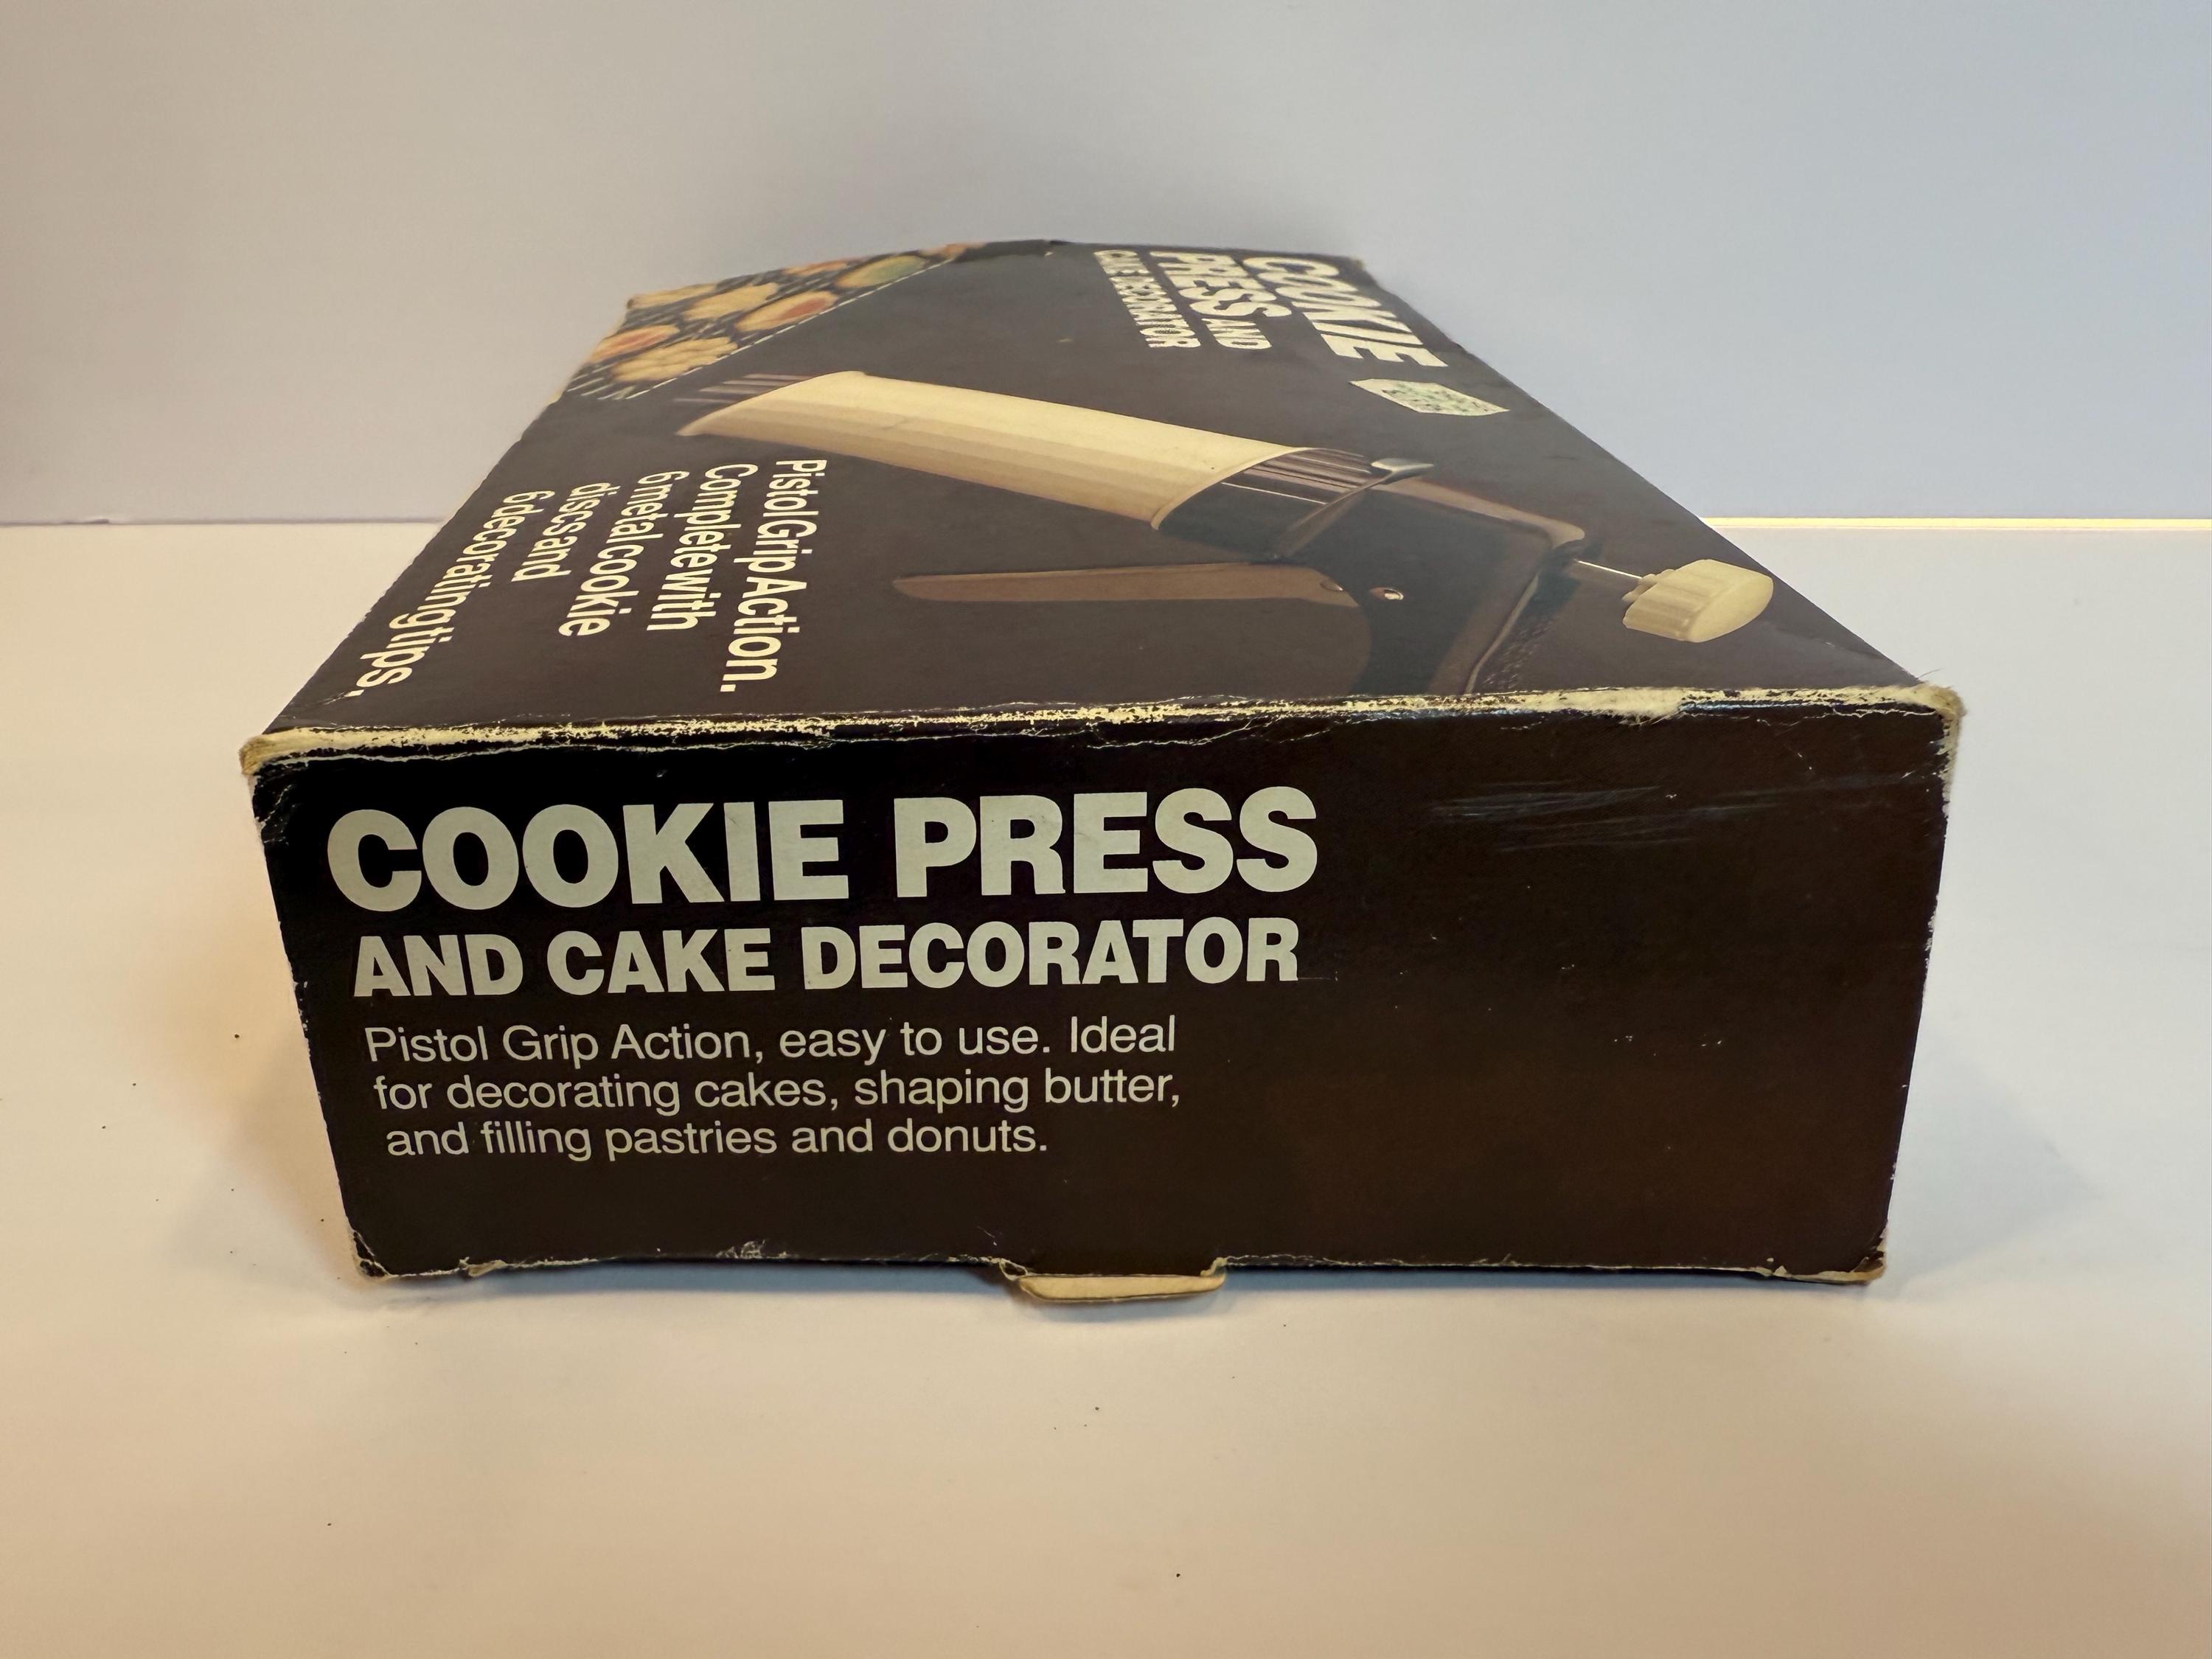 COOKIE
PRESS AND
CAKE DECORATOR
Pistol Grip Action.
Complete with
6 metal cookie
discs and
6 decorating tips.
COOKIE PRESS
AND CAKE DECORATOR
Pistol Grip Action, easy to use. Ideal
for decorating cakes, shaping butter,
and filling pastries and donuts.